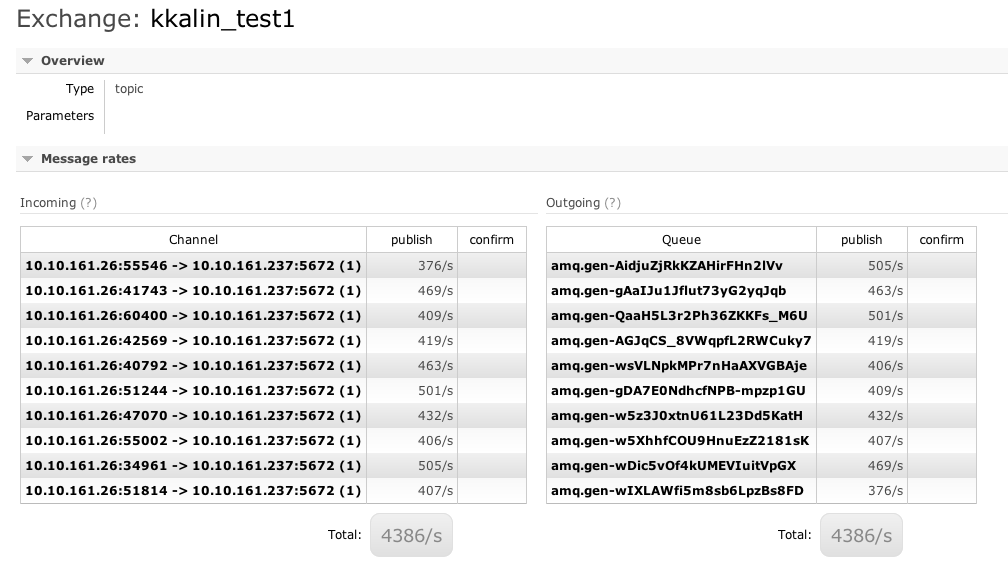 Exchange: kkalin_test1
Overview
Type topic
Parameters
Message rates
Incoming (?)
Channel publish confirm
10.10.161.26:55546 -> 10.10.161.237:5672 (1) 376/s
10.10.161.26:41743 -> 10.10.161.237:5672 (1) 469/s
10.10.161.26:60400 -> 10.10.161.237:5672 (1) 409/s
10.10.161.26:42569 -> 10.10.161.237:5672 (1) 419/s
10.10.161.26:40792 -> 10.10.161.237:5672 (1) 463/s
10.10.161.26:51244 -> 10.10.161.237:5672 (1) 501/s
10.10.161.26:47070 -> 10.10.161.237:5672 (1) 432/s
10.10.161.26:55002 -> 10.10.161.237:5672 (1) 406/s
10.10.161.26:34961 -> 10.10.161.237:5672 (1) 505/s
10.10.161.26:51814 -> 10.10.161.237:5672 (1) 407/s
Total: 4386/s
Outgoing (?)
Queue publish confirm
amq.gen-AidjuZjRkKZAHirFHn2lVv 505/s
amq.gen-gAaIJu1Jflut73yG2yqJqb 463/s
amq.gen-QaaH5L3r2Ph36ZKKFs_M6U 501/s
amq.gen-AGJqCS_8VWqpfL2RWCuky7 419/s
amq.gen-wsVLNpkMPr7nHaAXVGBAje 406/s
amq.gen-gDA7E0NdhcfNPB-mpzp1GU 409/s
amq.gen-w5z3J0xtnU61L23Dd5KatH 432/s
amq.gen-w5XhhfCOU9HnuEzZ2181sK 407/s
amq.gen-wDic5vOf4kUMEVIuitVpGX 469/s
amq.gen-wIXLAWfi5m8sb6LpzBs8FD 376/s
Total: 4386/s